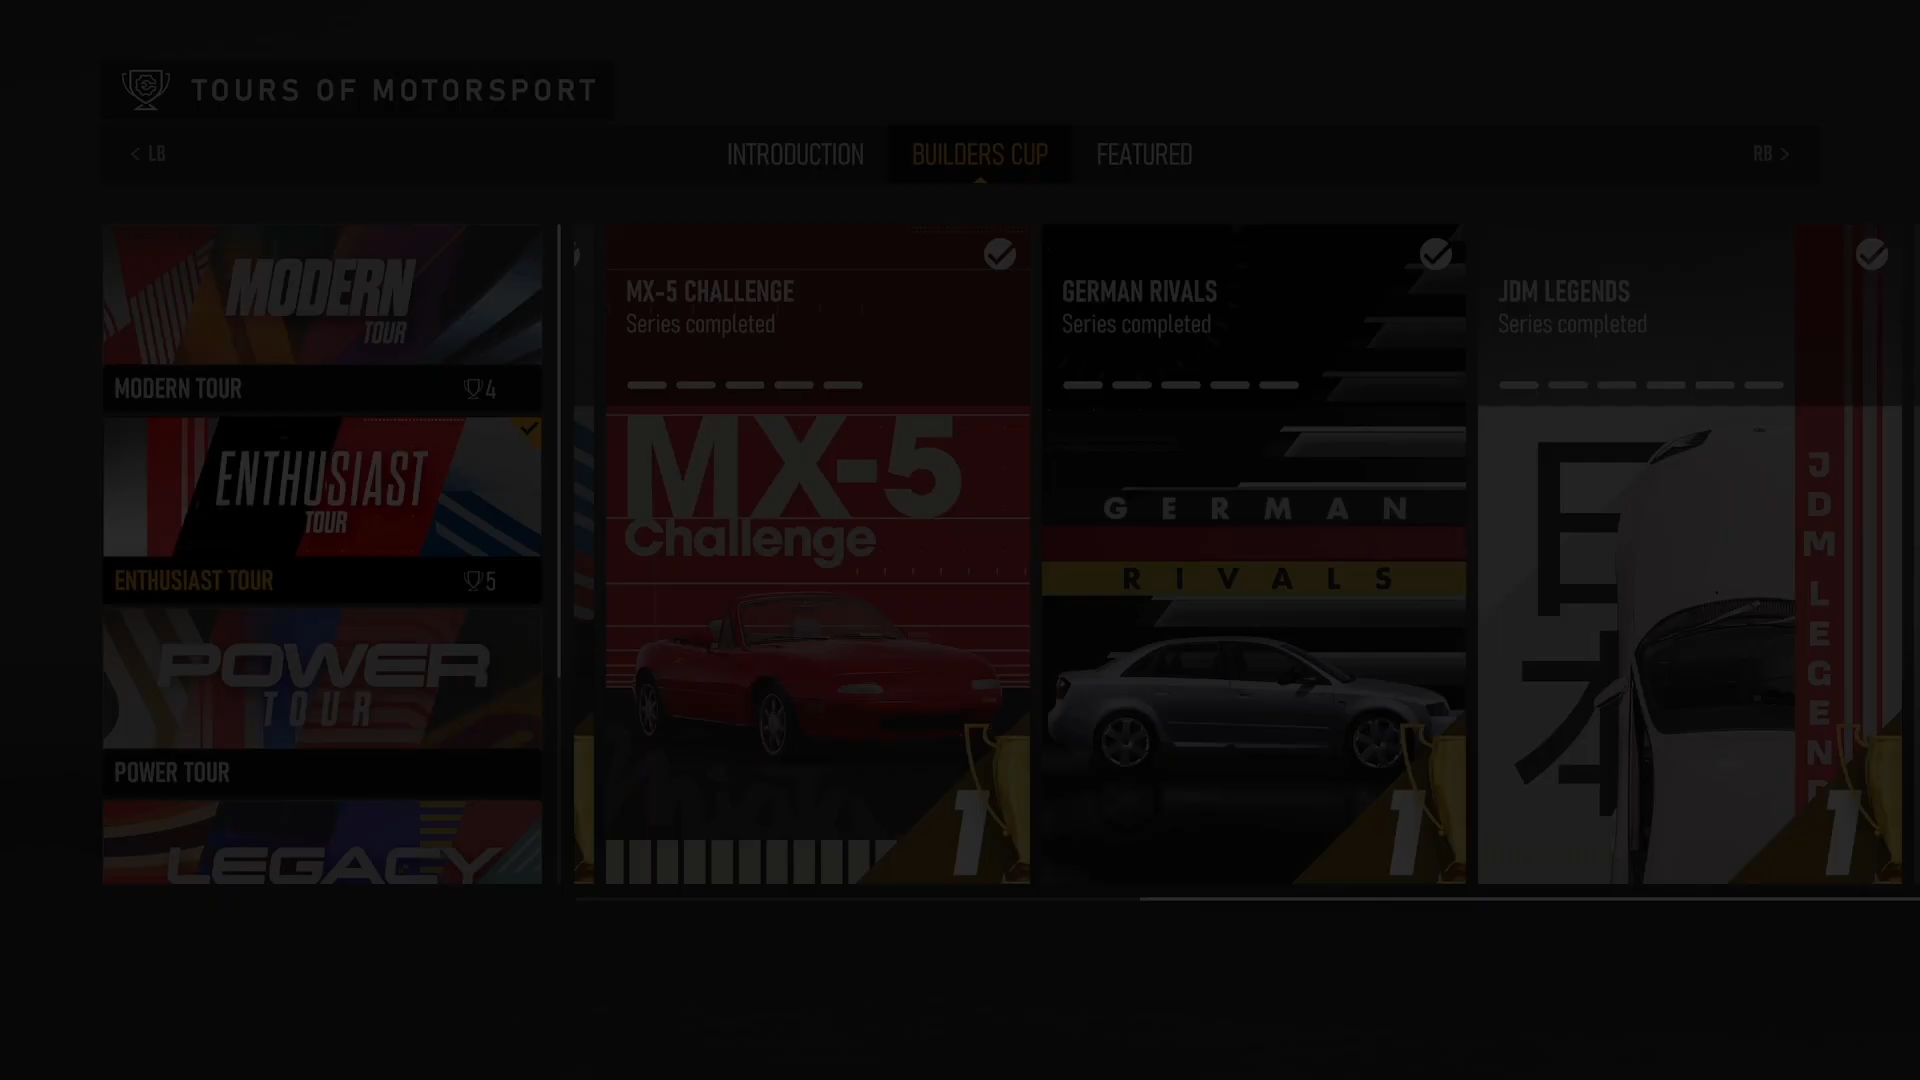 TOURS OF MOTORSPORT
< LB
INTRODUCTION
BUILDERS CUP
FEATURED
RB >
MODERN
TOUR
MODERN TOUR
4
ENTHUSIAST
TOUR
ENTHUSIAST TOUR
5
POWER
TOUR
POWER TOUR
LEGACY
MX-5 CHALLENGE
Series completed
MX-5
Challenge
1
GERMAN RIVALS
Series completed
GERMAN
RIVALS
1
JDM LEGENDS
Series completed
日本
JDM LEGEND
1